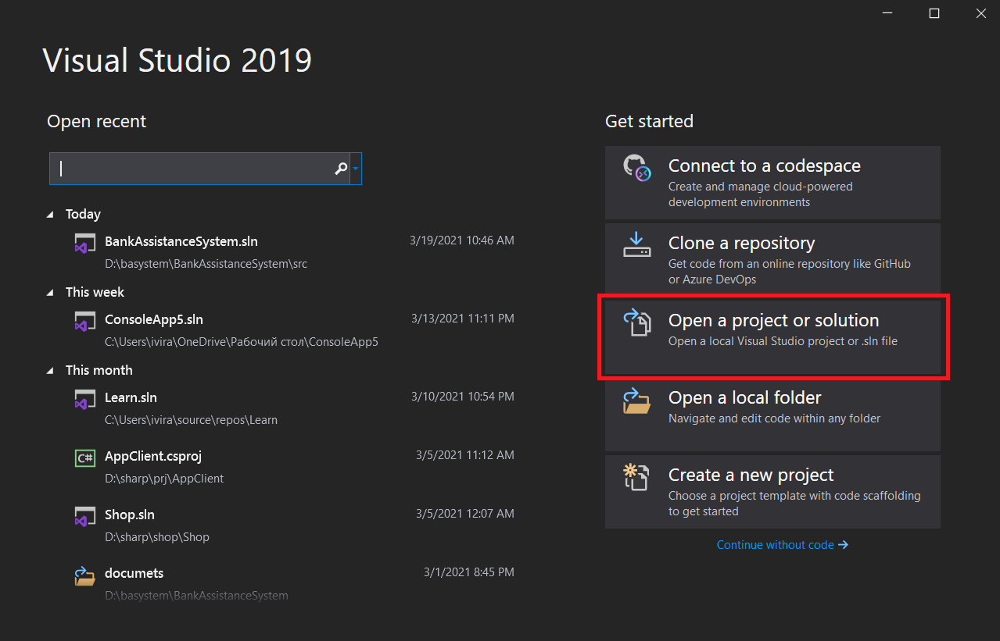 Visual Studio 2019
Open recent
Today
BankAssistanceSystem.sln 3/19/2021 10:46 AM
D:\basystem\BankAssistanceSystem\src
This week
ConsoleApp5.sln 3/13/2021 11:11 PM
C:\Users\ivira\OneDrive\Рабочий стол\ConsoleApp5
This month
Learn.sln 3/10/2021 10:54 PM
C:\Users\ivira\source\repos\Learn
C# AppClient.csproj 3/5/2021 11:12 AM
D:\sharp\prj\AppClient
Shop.sln 3/5/2021 12:07 AM
D:\sharp\shop\Shop
documets 3/1/2021 8:45 PM
D:\basystem\BankAssistanceSystem
Get started
Connect to a codespace
Create and manage cloud-powered
development environments
Clone a repository
Get code from an online repository like GitHub
or Azure DevOps
Open a project or solution
Open a local Visual Studio project or .sln file
Open a local folder
Navigate and edit code within any folder
Create a new project
Choose a project template with code scaffolding
to get started
Continue without code →